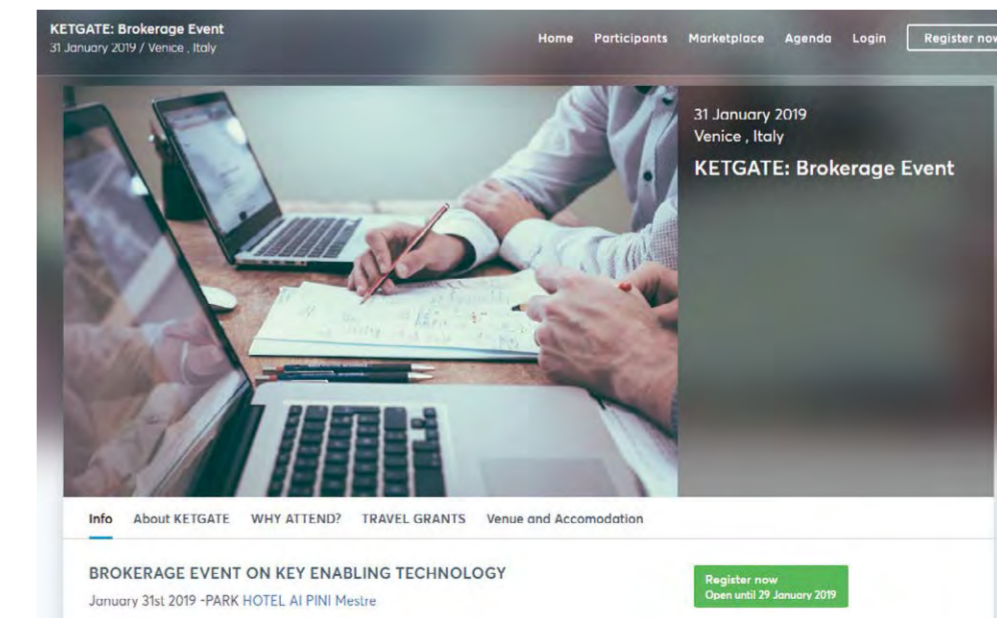 KETGATE: Brokerage Event
31 January 2019 / Venice , Italy
Home Participants Marketplace Agenda Login Register now
31 January 2019
Venice , Italy
KETGATE: Brokerage Event
Info About KETGATE WHY ATTEND? TRAVEL GRANTS Venue and Accomodation
BROKERAGE EVENT ON KEY ENABLING TECHNOLOGY
January 31st 2019 -PARK HOTEL AI PINI Mestre
Register now
Open until 29 January 2019